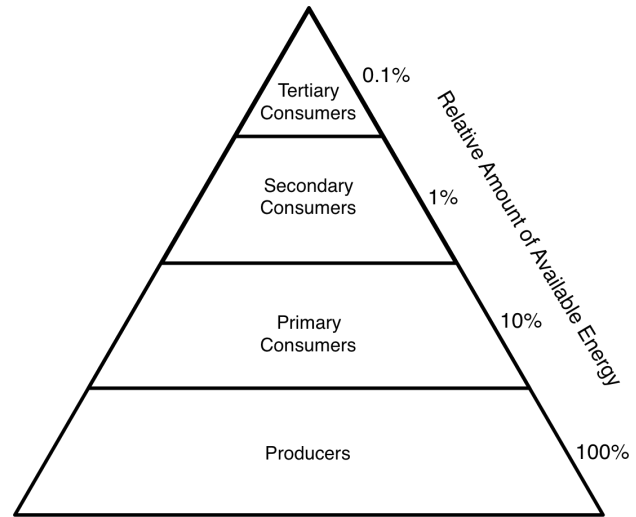 Tertiary
Consumers
0.1%
Secondary
Consumers
1%
Primary
Consumers
10%
Producers
100%
Relative Amount of Available Energy